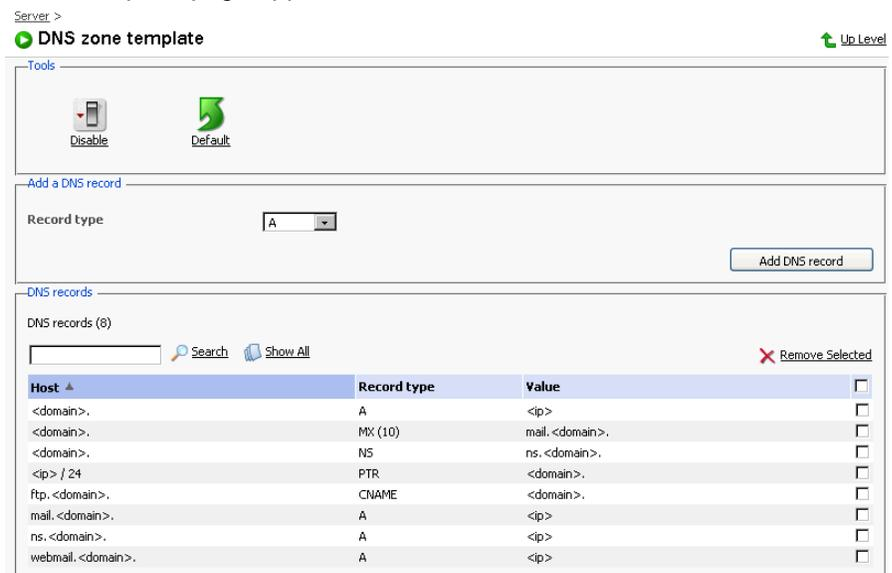 Server >
DNS zone template
Up Level
Tools
Disable
Default
Add a DNS record
Record type
A
Add DNS record
DNS records
DNS records (8)
Search Show All
Remove Selected
Host Record type Value
<domain>. A <ip>
<domain>. MX (10) mail.<domain>.
<domain>. NS ns.<domain>.
<ip> / 24 PTR <domain>.
ftp.<domain>. CNAME <domain>.
mail.<domain>. A <ip>
ns.<domain>. A <ip>
webmail.<domain>. A <ip>